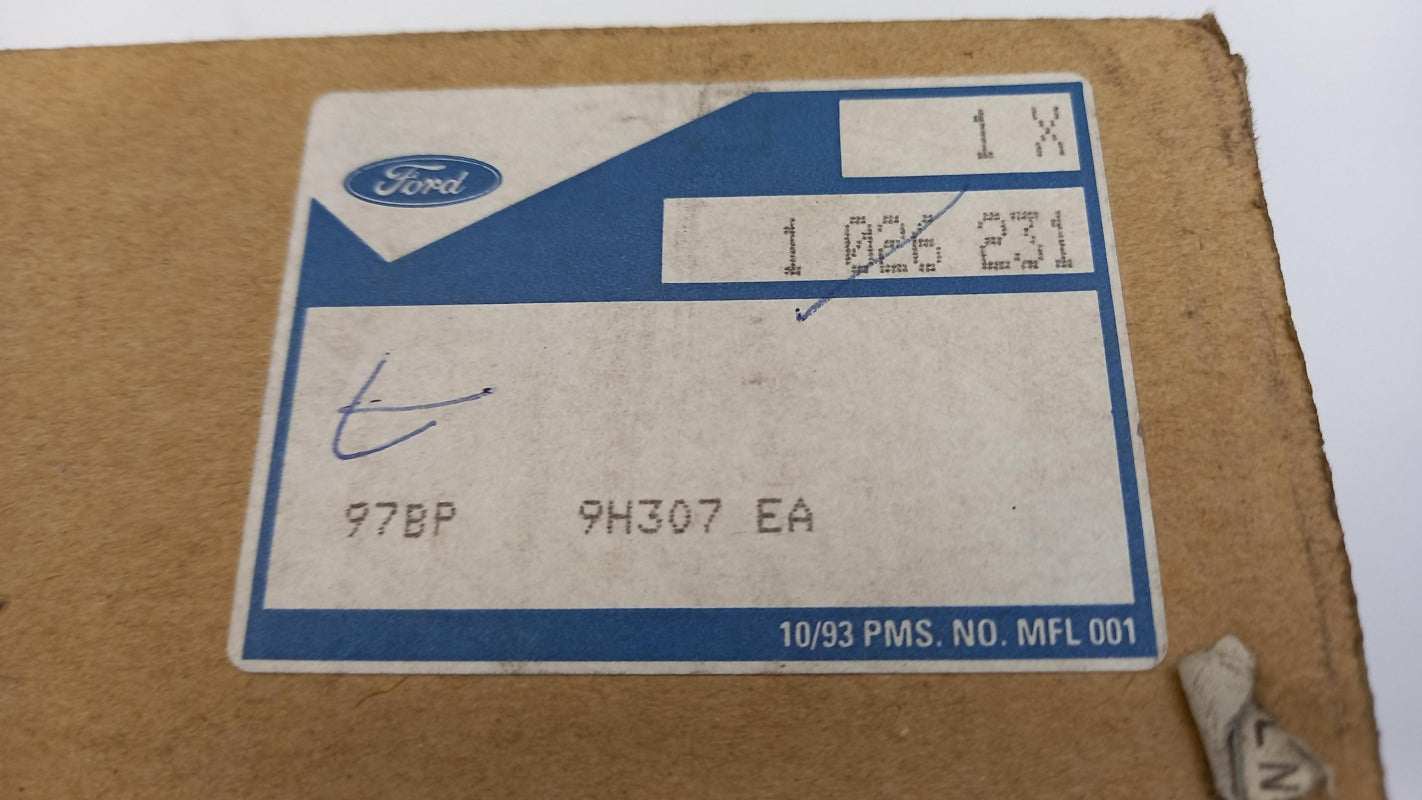 Ford
1 X
1 026 231
97BP 9H307 EA
10/93 PMS. NO. MFL 001